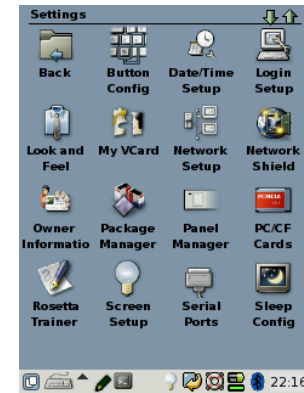 Settings
Back Button Date/Time Login
Config Setup Setup
Look and My VCard Network Network
Feel Setup Shield
PCMCIA
Owner Package Panel PC/CF
Informatio Manager Manager Cards
Rosetta Screen Serial Sleep
Trainer Setup Ports Config
22:16